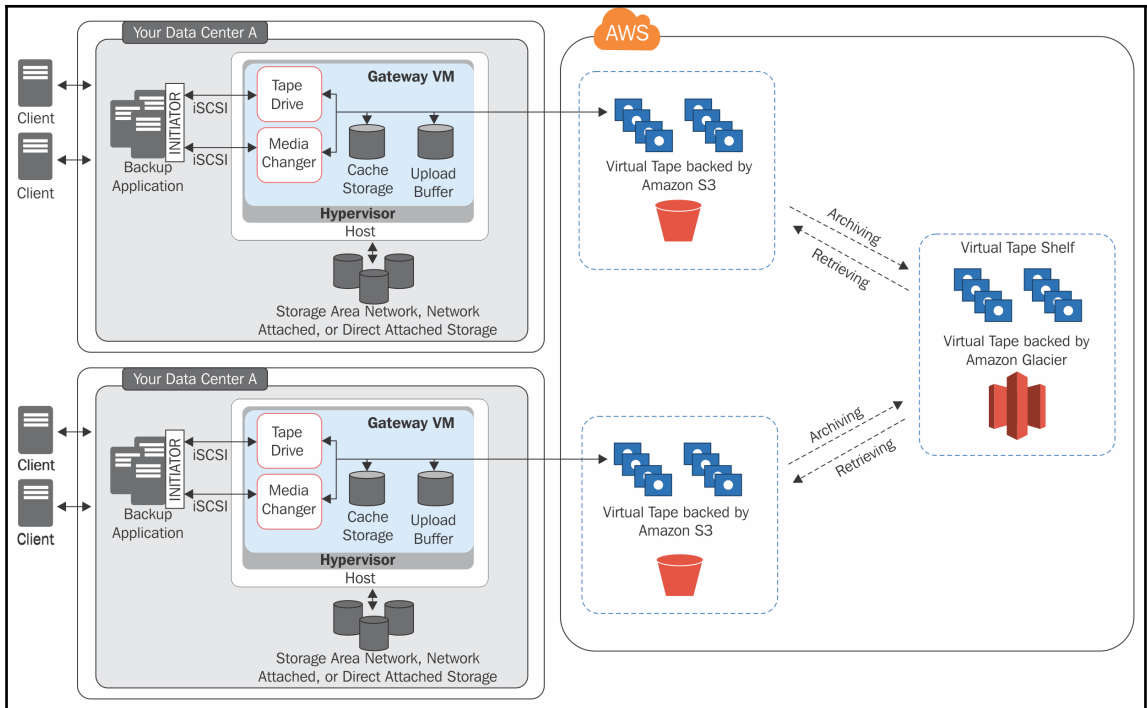 Your Data Center A
AWS
Client
Client
Backup
Application
INITIATOR
iSCSI
iSCSI
Gateway VM
Tape
Drive
Media
Changer
Cache
Storage
Upload
Buffer
Hypervisor
Host
Storage Area Network, Network
Attached, or Direct Attached Storage
Virtual Tape backed by
Amazon S3
Archiving
Retrieving
Virtual Tape Shelf
Virtual Tape backed by
Amazon Glacier
Your Data Center A
Client
Client
Backup
Application
INITIATOR
iSCSI
iSCSI
Gateway VM
Tape
Drive
Media
Changer
Cache
Storage
Upload
Buffer
Hypervisor
Host
Storage Area Network, Network
Attached, or Direct Attached Storage
Virtual Tape backed by
Amazon S3
Archiving
Retrieving